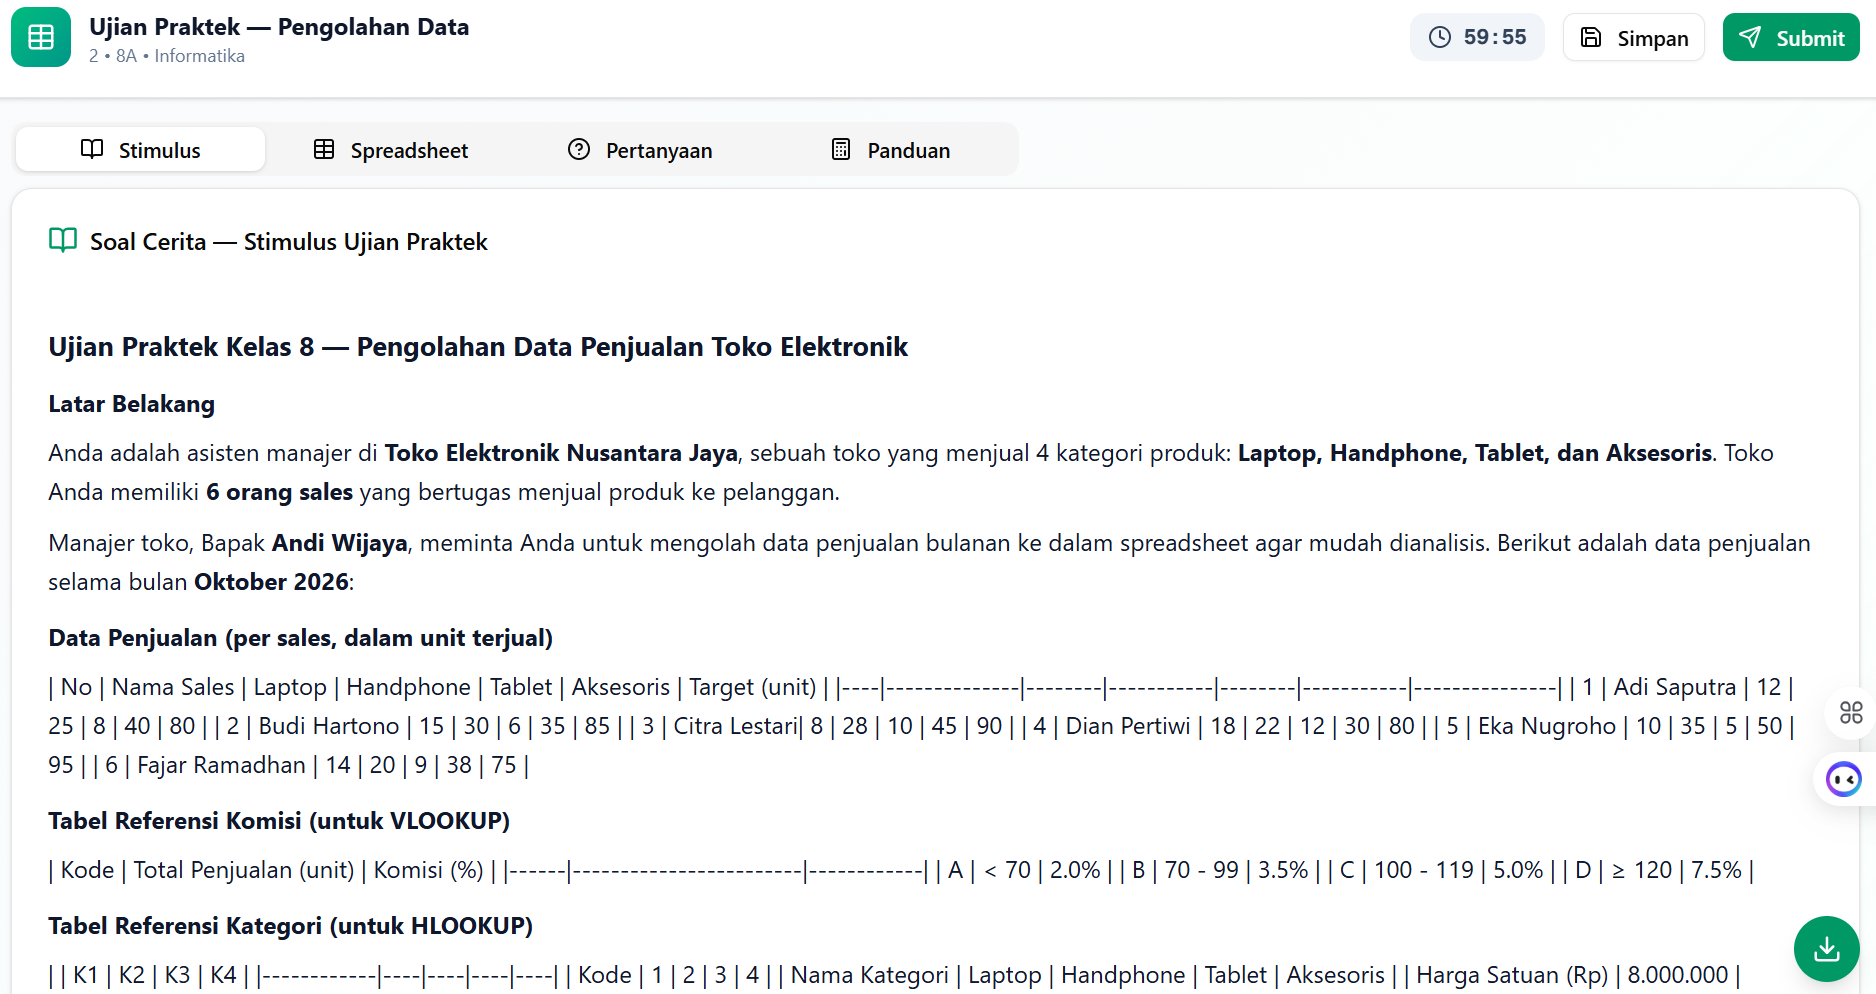 Ujian Praktek — Pengolahan Data
2 • 8A • Informatika
59:55
Simpan
Submit
Stimulus
Spreadsheet
Pertanyaan
Panduan
Soal Cerita — Stimulus Ujian Praktek
Ujian Praktek Kelas 8 — Pengolahan Data Penjualan Toko Elektronik
Latar Belakang
Anda adalah asisten manajer di Toko Elektronik Nusantara Jaya, sebuah toko yang menjual 4 kategori produk: Laptop, Handphone, Tablet, dan Aksesoris. Toko
Anda memiliki 6 orang sales yang bertugas menjual produk ke pelanggan.
Manajer toko, Bapak Andi Wijaya, meminta Anda untuk mengolah data penjualan bulanan ke dalam spreadsheet agar mudah dianalisis. Berikut adalah data penjualan
selama bulan Oktober 2026:
Data Penjualan (per sales, dalam unit terjual)
| No | Nama Sales | Laptop | Handphone | Tablet | Aksesoris | Target (unit) | |----|--------------|--------|-----------|--------|-----------|---------------| | 1 | Adi Saputra | 12 |
25 | 8 | 40 | 80 | | 2 | Budi Hartono | 15 | 30 | 6 | 35 | 85 | | 3 | Citra Lestari| 8 | 28 | 10 | 45 | 90 | | 4 | Dian Pertiwi | 18 | 22 | 12 | 30 | 80 | | 5 | Eka Nugroho | 10 | 35 | 5 | 50 |
95 | | 6 | Fajar Ramadhan | 14 | 20 | 9 | 38 | 75 |
Tabel Referensi Komisi (untuk VLOOKUP)
| Kode | Total Penjualan (unit) | Komisi (%) | |------|-----------------------|------------| | A | < 70 | 2.0% | | B | 70 - 99 | 3.5% | | C | 100 - 119 | 5.0% | | D | ≥ 120 | 7.5% |
Tabel Referensi Kategori (untuk HLOOKUP)
| | K1 | K2 | K3 | K4 | |------------|----|----|----|----| | Kode | 1 | 2 | 3 | 4 | | Nama Kategori | Laptop | Handphone | Tablet | Aksesoris | | Harga Satuan (Rp) | 8.000.000 |